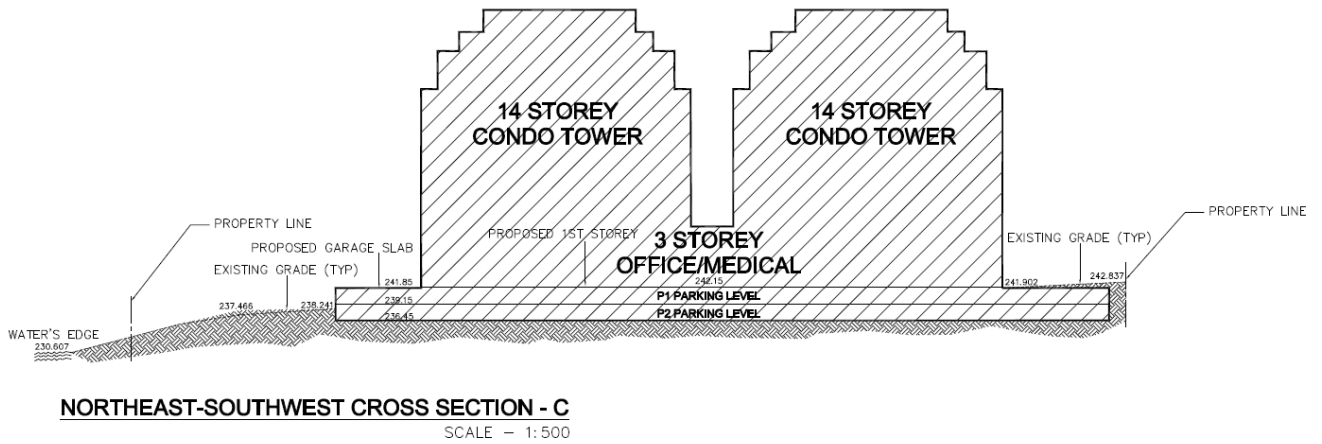 14 STOREY
CONDO TOWER
14 STOREY
CONDO TOWER
PROPERTY LINE
PROPERTY LINE
PROPOSED GARAGE SLAB
PROPOSED 1ST STOREY
3 STOREY
OFFICE/MEDICAL
EXISTING GRADE (TYP)
EXISTING GRADE (TYP)
241.85
242.15
241.902
242.837
P1 PARKING LEVEL
237.466
238.241
239.15
P2 PARKING LEVEL
236.45
WATER'S EDGE
230.607
NORTHEAST-SOUTHWEST CROSS SECTION - C
SCALE - 1:500